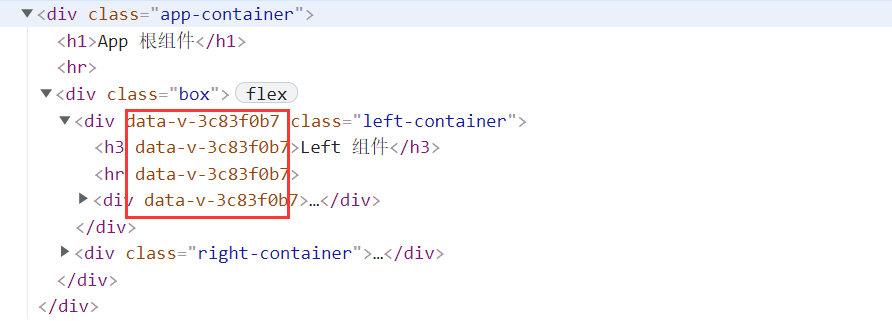 ▼<div class="app-container">
<h1>App 根组件</h1>
<hr>
▼<div class="box"> flex
▼<div data-v-3c83f0b7 class="left-container">
<h3 data-v-3c83f0b7>Left 组件</h3>
<hr data-v-3c83f0b7>
▶<div data-v-3c83f0b7>…</div>
</div>
▶<div class="right-container">…</div>
</div>
</div>